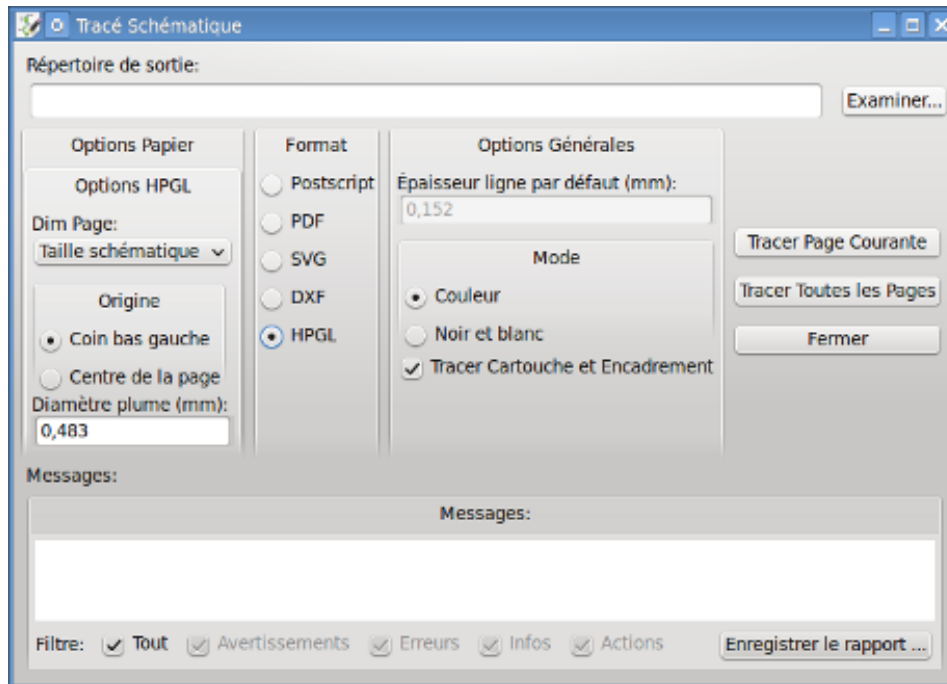 Tracé Schématique
Répertoire de sortie:
Examiner...
Options Papier
Options HPGL
Dim Page:
Taille schématique
Origine
Coin bas gauche
Centre de la page
Diamètre plume (mm):
0,483
Format
Postscript
PDF
SVG
DXF
HPGL
Options Générales
Épaisseur ligne par défaut (mm):
0,152
Mode
Couleur
Noir et blanc
Tracer Cartouche et Encadrement
Tracer Page Courante
Tracer Toutes les Pages
Fermer
Messages:
Messages:
Filtre: Tout Avertissements Erreurs Infos Actions Enregistrer le rapport ...